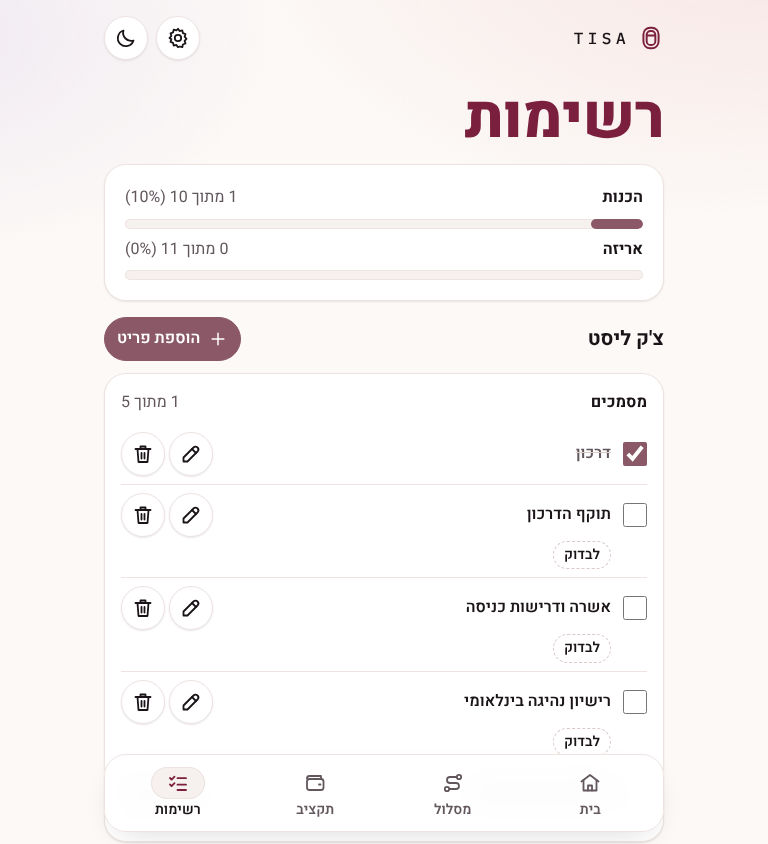 TISA
רשימות
הכנות 1 מתוך 10 (10%)
אריזה 0 מתוך 11 (0%)
צ'ק ליסט + הוספת פריט
מסמכים 1 מתוך 5
דרכון
תוקף הדרכון
לבדוק
אשרה ודרישות כניסה
לבדוק
רישיון נהיגה בינלאומי
לבדוק
בית מסלול תקציב רשימות